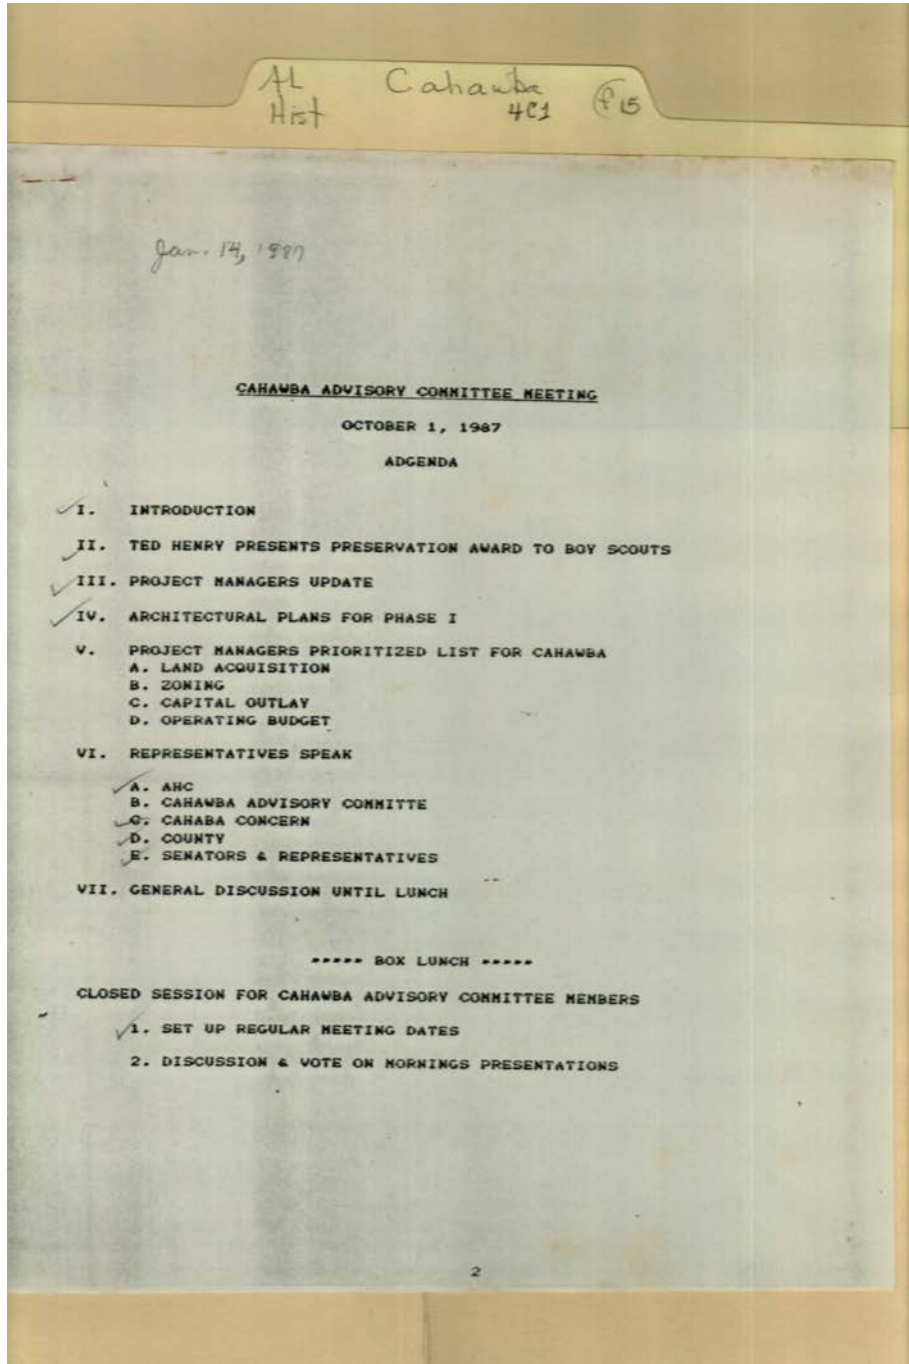 AL Cahawba
Hist 4C1 f 15
Jan. 14, 1987
CAHAWBA ADVISORY COMMITTEE MEETING
OCTOBER 1, 1987
ADGENDA
I. INTRODUCTION
II. TED HENRY PRESENTS PRESERVATION AWARD TO BOY SCOUTS
III. PROJECT MANAGERS UPDATE
IV. ARCHITECTURAL PLANS FOR PHASE I
V. PROJECT MANAGERS PRIORITIZED LIST FOR CAHAWBA
A. LAND ACQUISITION
B. ZONING
C. CAPITAL OUTLAY
D. OPERATING BUDGET
VI. REPRESENTATIVES SPEAK
A. AHC
B. CAHAWBA ADVISORY COMMITTE
C. CAHABA CONCERN
D. COUNTY
E. SENATORS & REPRESENTATIVES
VII. GENERAL DISCUSSION UNTIL LUNCH
----- BOX LUNCH -----
CLOSED SESSION FOR CAHAWBA ADVISORY COMMITTEE MEMBERS
1. SET UP REGULAR MEETING DATES
2. DISCUSSION & VOTE ON MORNINGS PRESENTATIONS
2